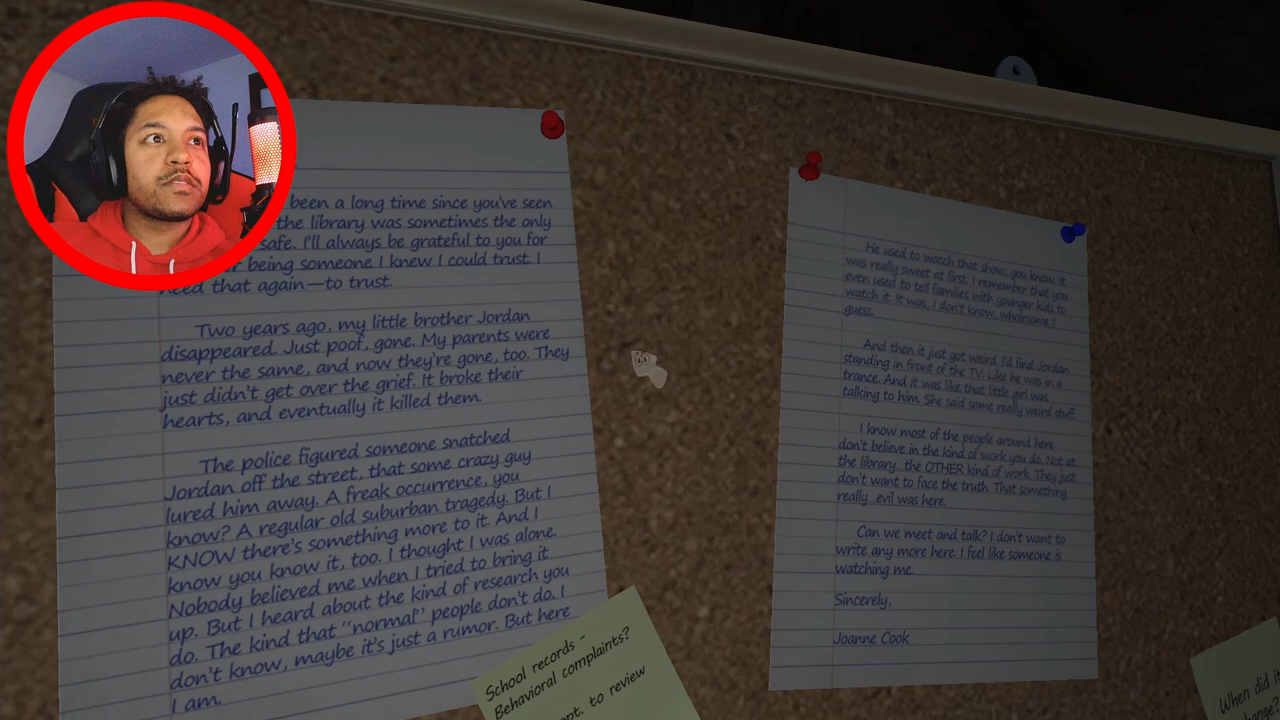 been a long time since you've seen
the library was sometimes the only
safe. I'll always be grateful to you for
being someone I knew I could trust. I
need that again—to trust.
Two years ago, my little brother Jordan
disappeared. Just poof, gone. My parents were
never the same, and now they're gone, too. They
just didn't get over the grief. It broke their
hearts, and eventually it killed them.
The police figured someone snatched
Jordan off the street, that some crazy guy
lured him away. A freak occurrence, you
know? A regular old suburban tragedy. But I
KNOW there's something more to it. And I
know you know it, too. I thought I was alone.
Nobody believed me when I tried to bring it
up. But I heard about the kind of research you
do. The kind that "normal" people don't do. I
don't know, maybe it's just a rumor. But here
I am.
He used to watch that show, you know. It
was really sweet at first. I remember that you
even used to tell families with younger kids to
watch it. It was, I don't know, wholesome I
guess.
And then it just got weird. I'd find Jordan
standing in front of the TV. Like he was in a
trance. And it was like that little girl was
talking to him. She said some really weird stuff.
I know most of the people around here
don't believe in the kind of work you do. Not at
the library...the OTHER kind of work. They just
don't want to face the truth. That something
really...evil was here.
Can we meet and talk? I don't want to
write any more here. I feel like someone is
watching me.
Sincerely,
Joanne Cook
School records -
Behavioral complaints?
to review
When did